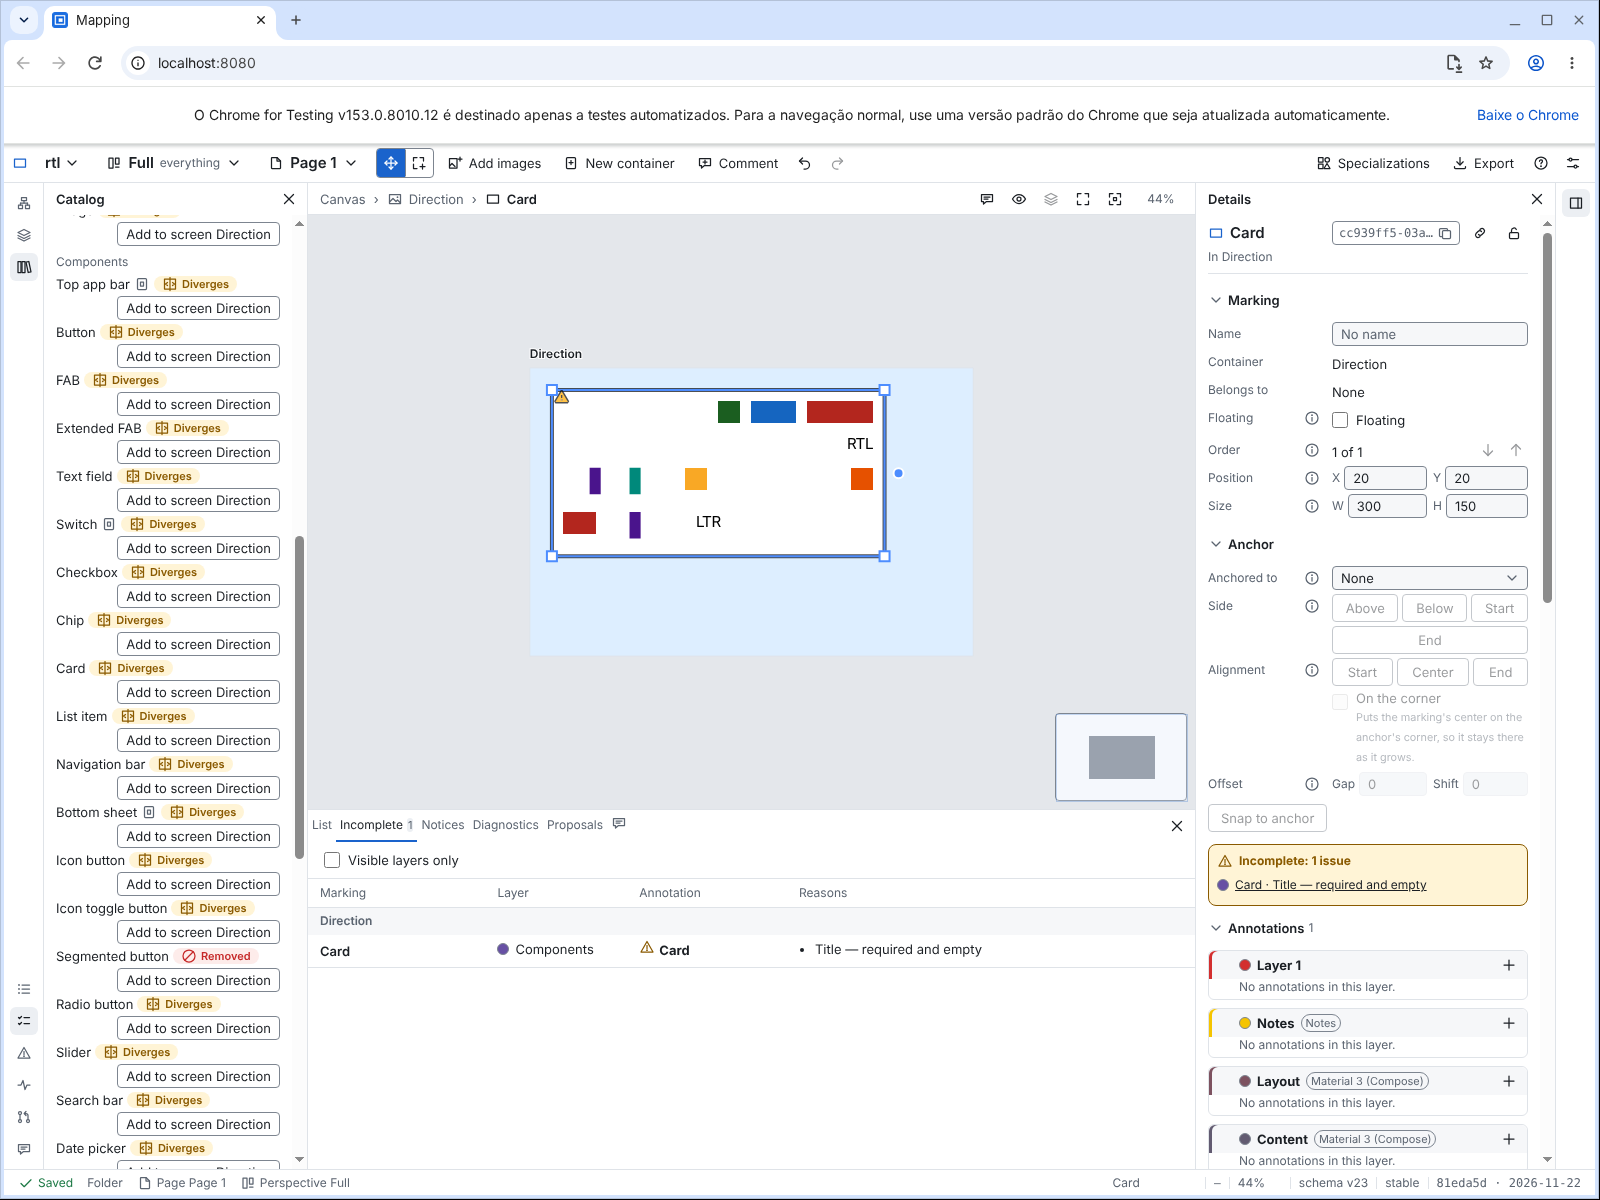 Mapping
localhost:8080
O Chrome for Testing v153.0.8010.12 é destinado apenas a testes automatizados. Para a navegação normal, use uma versão padrão do Chrome que seja atualizada automaticamente.
Baixe o Chrome
rtl
Full everything
Page 1
Add images
New container
Comment
Specializations
Export
Catalog
Canvas › Direction › Card
44%
Details
Add to screen Direction
Components
Top app bar Diverges
Add to screen Direction
Button Diverges
Add to screen Direction
FAB Diverges
Add to screen Direction
Extended FAB Diverges
Add to screen Direction
Text field Diverges
Add to screen Direction
Switch Diverges
Add to screen Direction
Checkbox Diverges
Add to screen Direction
Chip Diverges
Add to screen Direction
Card Diverges
Add to screen Direction
List item Diverges
Add to screen Direction
Navigation bar Diverges
Add to screen Direction
Bottom sheet Diverges
Add to screen Direction
Icon button Diverges
Add to screen Direction
Icon toggle button Diverges
Add to screen Direction
Segmented button Removed
Add to screen Direction
Radio button Diverges
Add to screen Direction
Slider Diverges
Add to screen Direction
Search bar Diverges
Add to screen Direction
Date picker Diverges
Direction
RTL
LTR
List
Incomplete 1
Notices
Diagnostics
Proposals
Visible layers only
Marking Layer Annotation Reasons
Direction
Card Components Card • Title — required and empty
Card cc939ff5-03a…
In Direction
Marking
Name No name
Container Direction
Belongs to None
Floating Floating
Order 1 of 1
Position X 20 Y 20
Size W 300 H 150
Anchor
Anchored to None
Side Above Below Start
End
Alignment Start Center End
On the corner
Puts the marking's center on the
anchor's corner, so it stays there
as it grows.
Offset Gap 0 Shift 0
Snap to anchor
Incomplete: 1 issue
Card · Title — required and empty
Annotations 1
Layer 1
No annotations in this layer.
Notes Notes
No annotations in this layer.
Layout Material 3 (Compose)
No annotations in this layer.
Content Material 3 (Compose)
No annotations in this layer.
Saved Folder Page Page 1 Perspective Full
Card – 44% schema v23 stable 81eda5d · 2026-11-22